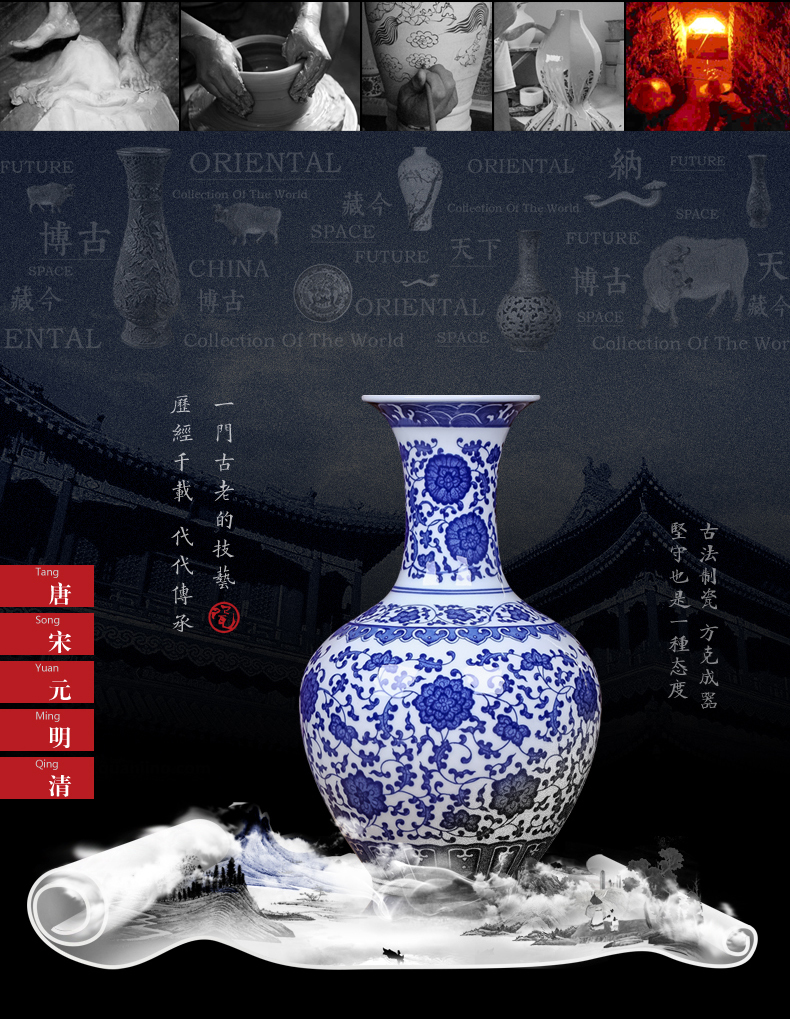 FUTURE
ORIENTAL
Collection Of The World
藏今
SPACE
ORIENTAL
Collection Of The World
納
FUTURE
SPACE
博古
SPACE
藏今
ENTAL
CHINA
博古
FUTURE
天下
ORIENTAL
Collection Of The World
SPACE
FUTURE
博古
SPACE
天
藏今
Collection Of The Wor
一門古老的技藝
歷經千載 代代傳承
古法制瓷 方克成器
堅守也是一種态度
Tang
唐
Song
宋
Yuan
元
Ming
明
Qing
清